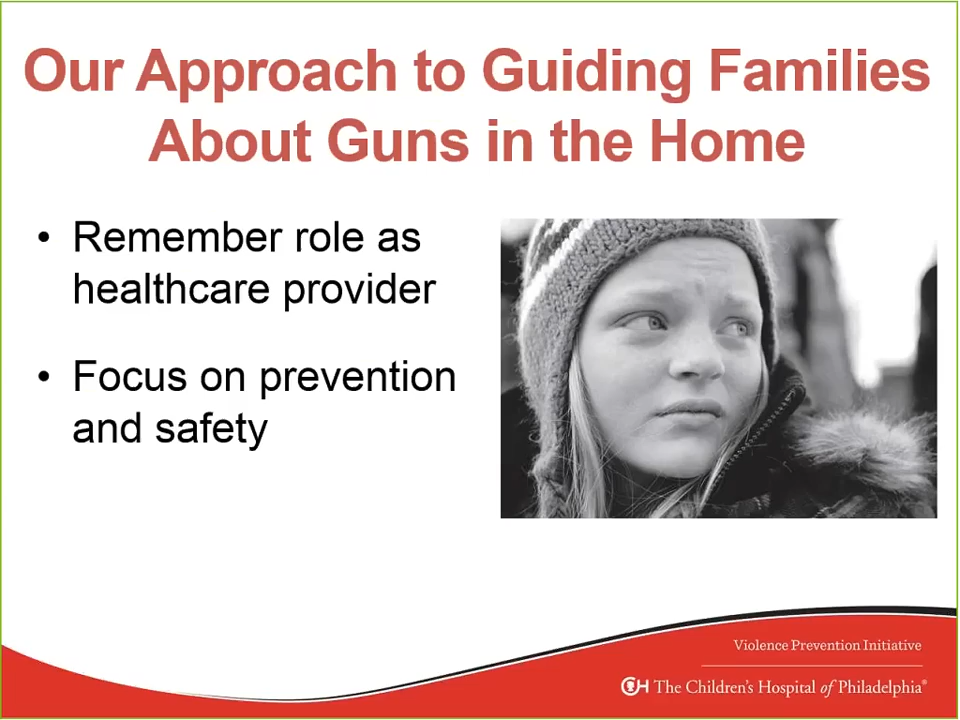 Our Approach to Guiding Families
About Guns in the Home
• Remember role as
healthcare provider
• Focus on prevention
and safety
Violence Prevention Initiative
CH The Children's Hospital of Philadelphia®